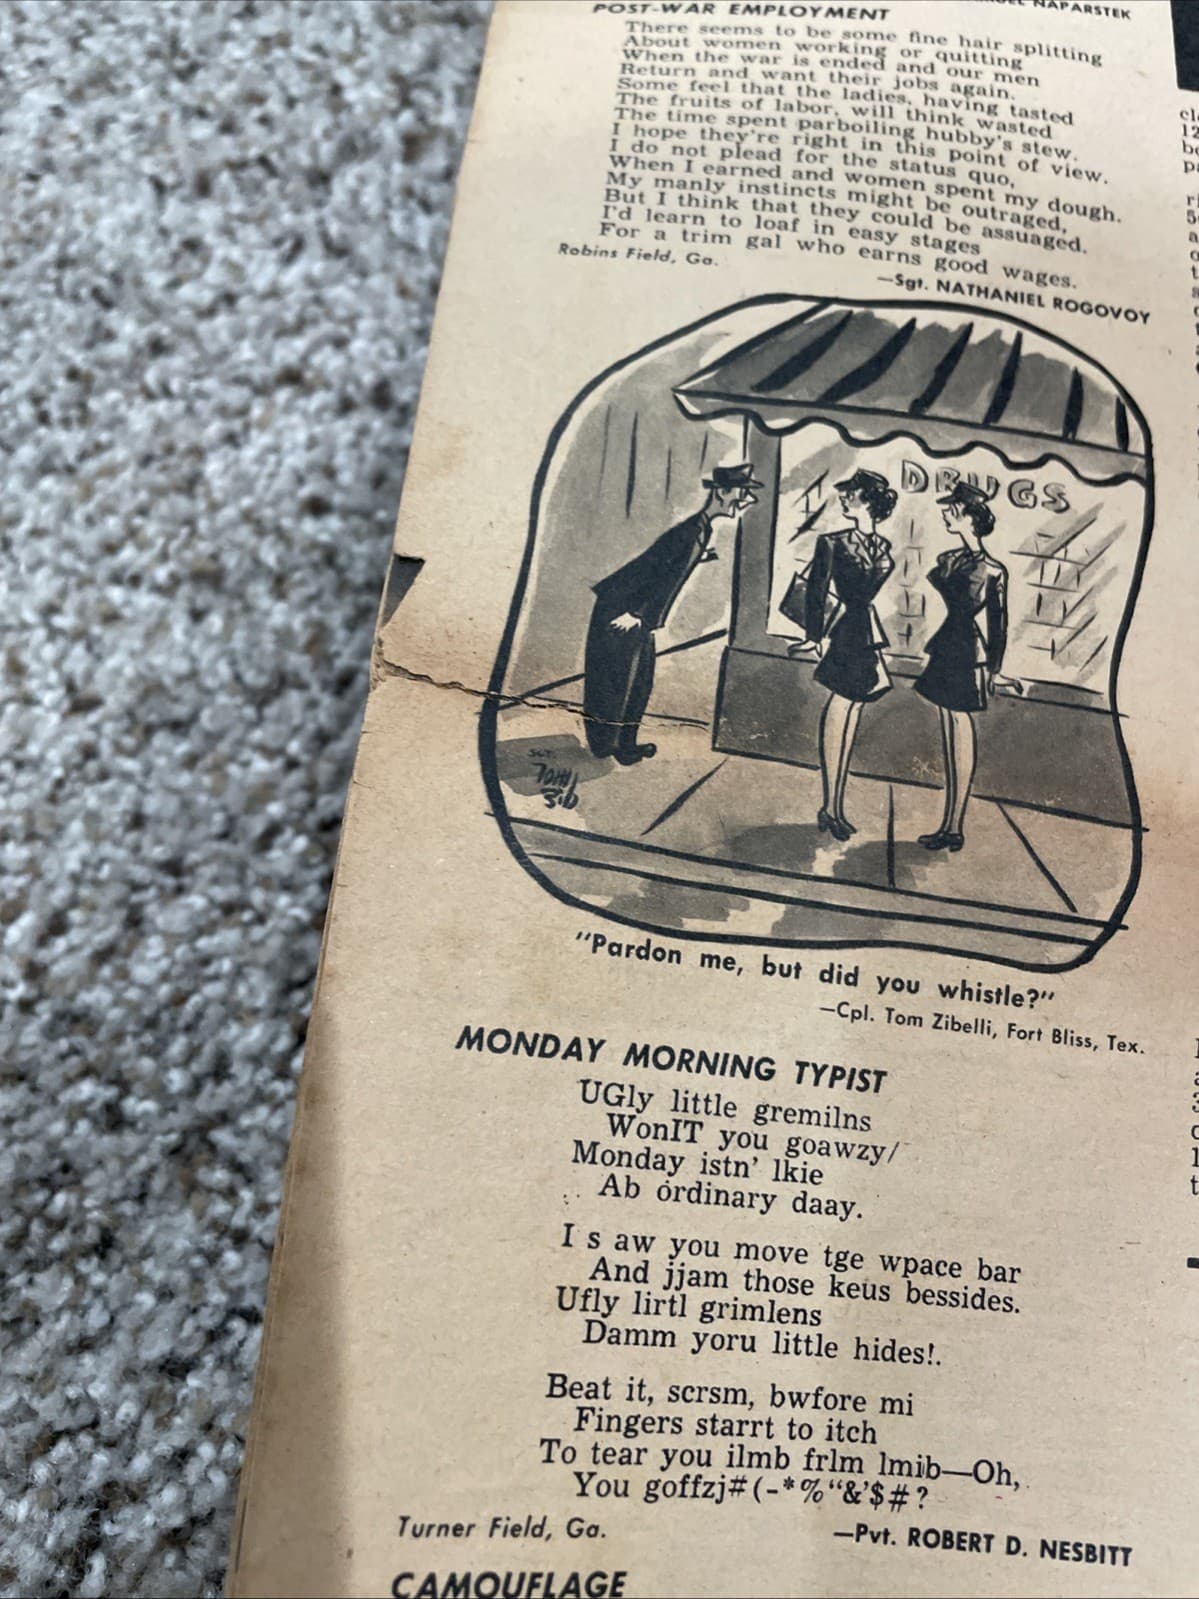 NAPARSTEK
POST-WAR EMPLOYMENT
There seems to be some fine hair splitting
About women working or quitting
When the war is ended and our men
Return and want their jobs again.
Some feel that the ladies, having tasted
The fruits of labor, will think wasted
The time spent parboiling hubby's stew.
I hope they're right in this point of view.
I do not plead for the status quo,
When I earned and women spent my dough.
My manly instincts might be outraged,
But I think that they could be assuaged.
I'd learn to loaf in easy stages
For a trim gal who earns good wages.
Robins Field, Ga.
—Sgt. NATHANIEL ROGOVOY
DRUGS
SGT.
TOM
Zib
"Pardon me, but did you whistle?"
—Cpl. Tom Zibelli, Fort Bliss, Tex.
MONDAY MORNING TYPIST
UGly little gremilns
WonIT you goawzy/
Monday istn' lkie
Ab ordinary daay.
I s aw you move tge wpace bar
And jjam those keus bessides.
Ufly lirtl grimlens
Damm yoru little hides!.
Beat it, scrsm, bwfore mi
Fingers starrt to itch
To tear you ilmb frlm lmib—Oh,
You goffzj#(-*%"&'$#?
Turner Field, Ga.
—Pvt. ROBERT D. NESBITT
CAMOUFLAGE